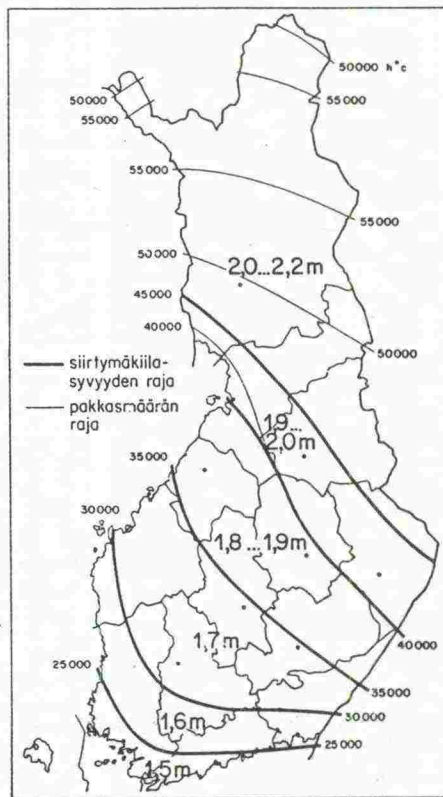 50000 h°c
50000
55000
55000
55000
55000
50000
2,0...2,2m
45000
40000
50000
siirtymäkiila-
syvyyden raja
pakkasmäärän
raja
1,9...
2,0m
35000
30000
1,8...1,9m
1,7m
40000
25000
35000
1,6m
30000
25000
1,5m